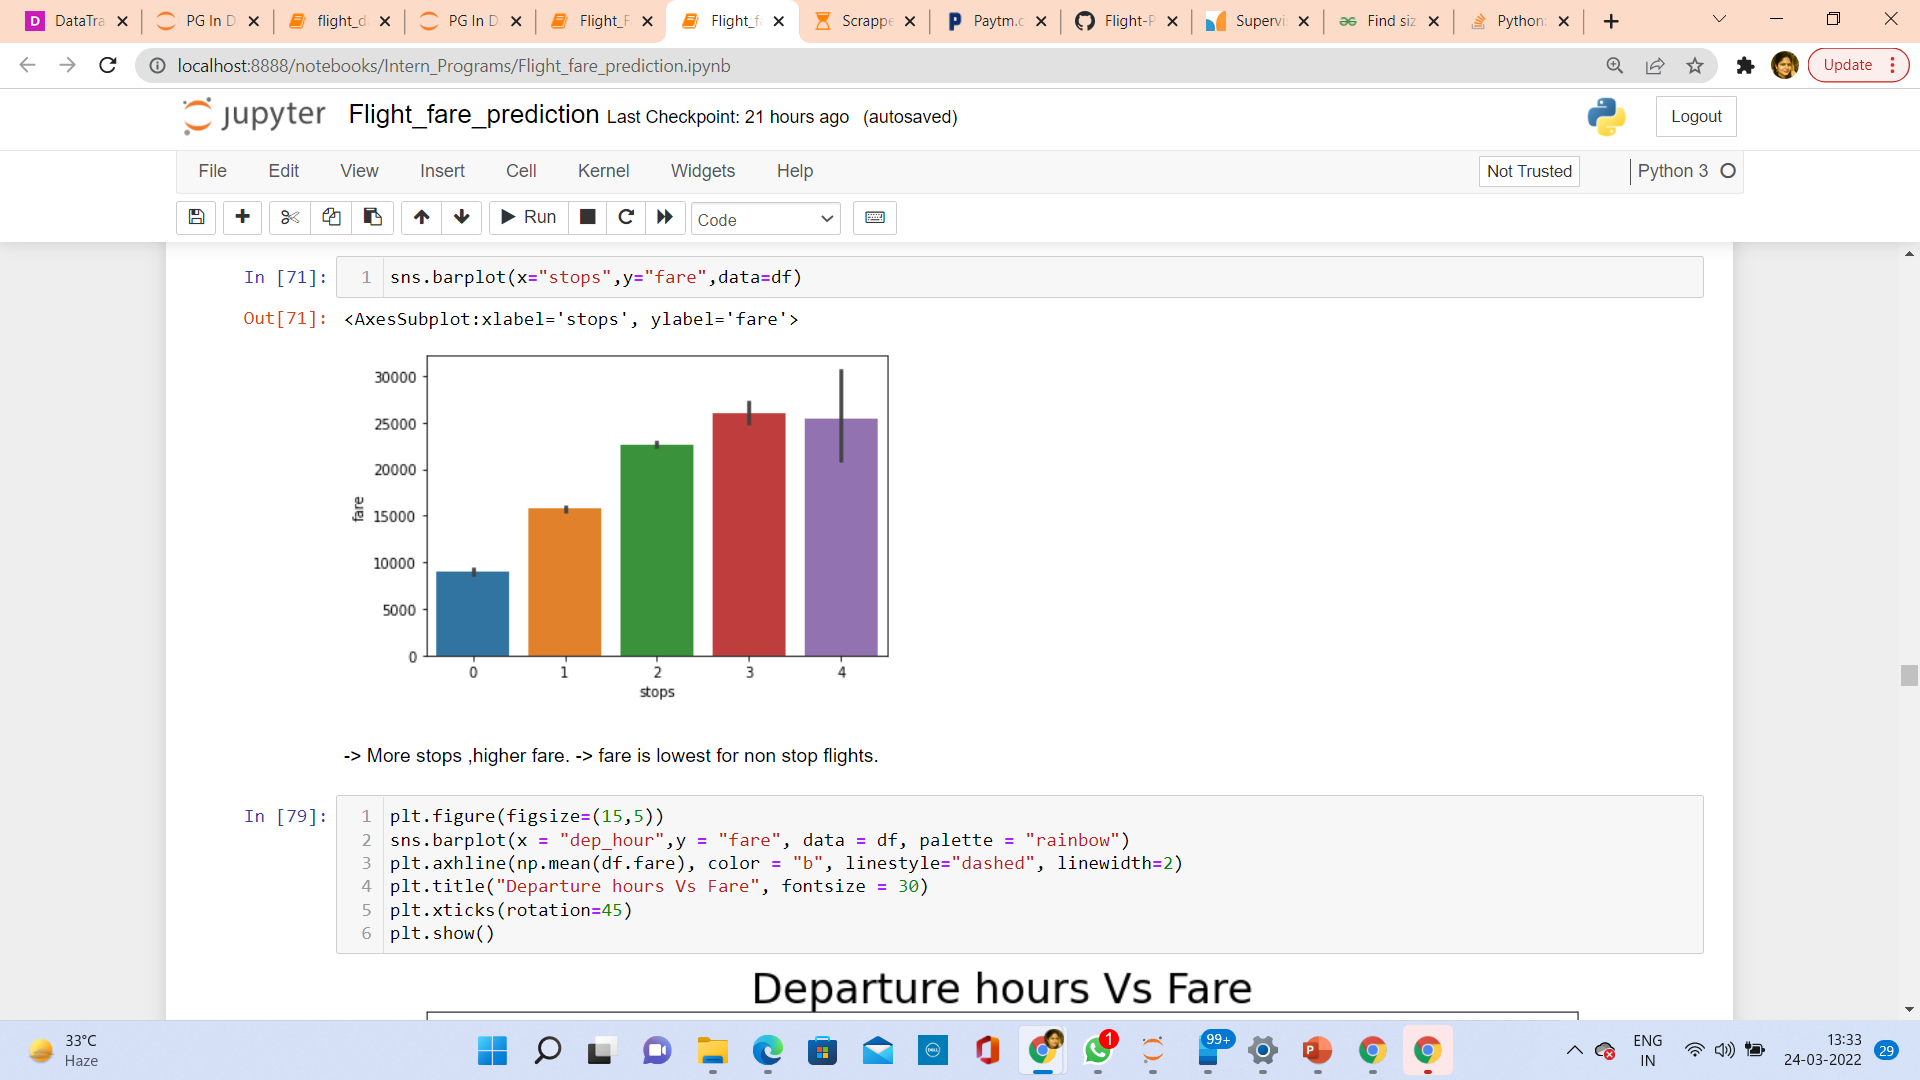 DataTra
PG In D
flight_d
PG In D
Flight_F
Flight_f
Scrappe
Paytm.c
Flight-P
Supervi
Find siz
Python:
localhost:8888/notebooks/Intern_Programs/Flight_fare_prediction.ipynb
Update
jupyter Flight_fare_prediction Last Checkpoint: 21 hours ago (autosaved)
Logout
File Edit View Insert Cell Kernel Widgets Help
Not Trusted
Python 3
Run
Code
In [71]: 1 sns.barplot(x="stops",y="fare",data=df)
Out[71]: <AxesSubplot:xlabel='stops', ylabel='fare'>
30000
25000
20000
15000
10000
5000
0
fare
0 1 2 3 4
stops
-> More stops ,higher fare. -> fare is lowest for non stop flights.
In [79]: 1 plt.figure(figsize=(15,5))
2 sns.barplot(x = "dep_hour",y = "fare", data = df, palette = "rainbow")
3 plt.axhline(np.mean(df.fare), color = "b", linestyle="dashed", linewidth=2)
4 plt.title("Departure hours Vs Fare", fontsize = 30)
5 plt.xticks(rotation=45)
6 plt.show()
Departure hours Vs Fare
33°C
Haze
1
99+
ENG
IN
13:33
24-03-2022
29